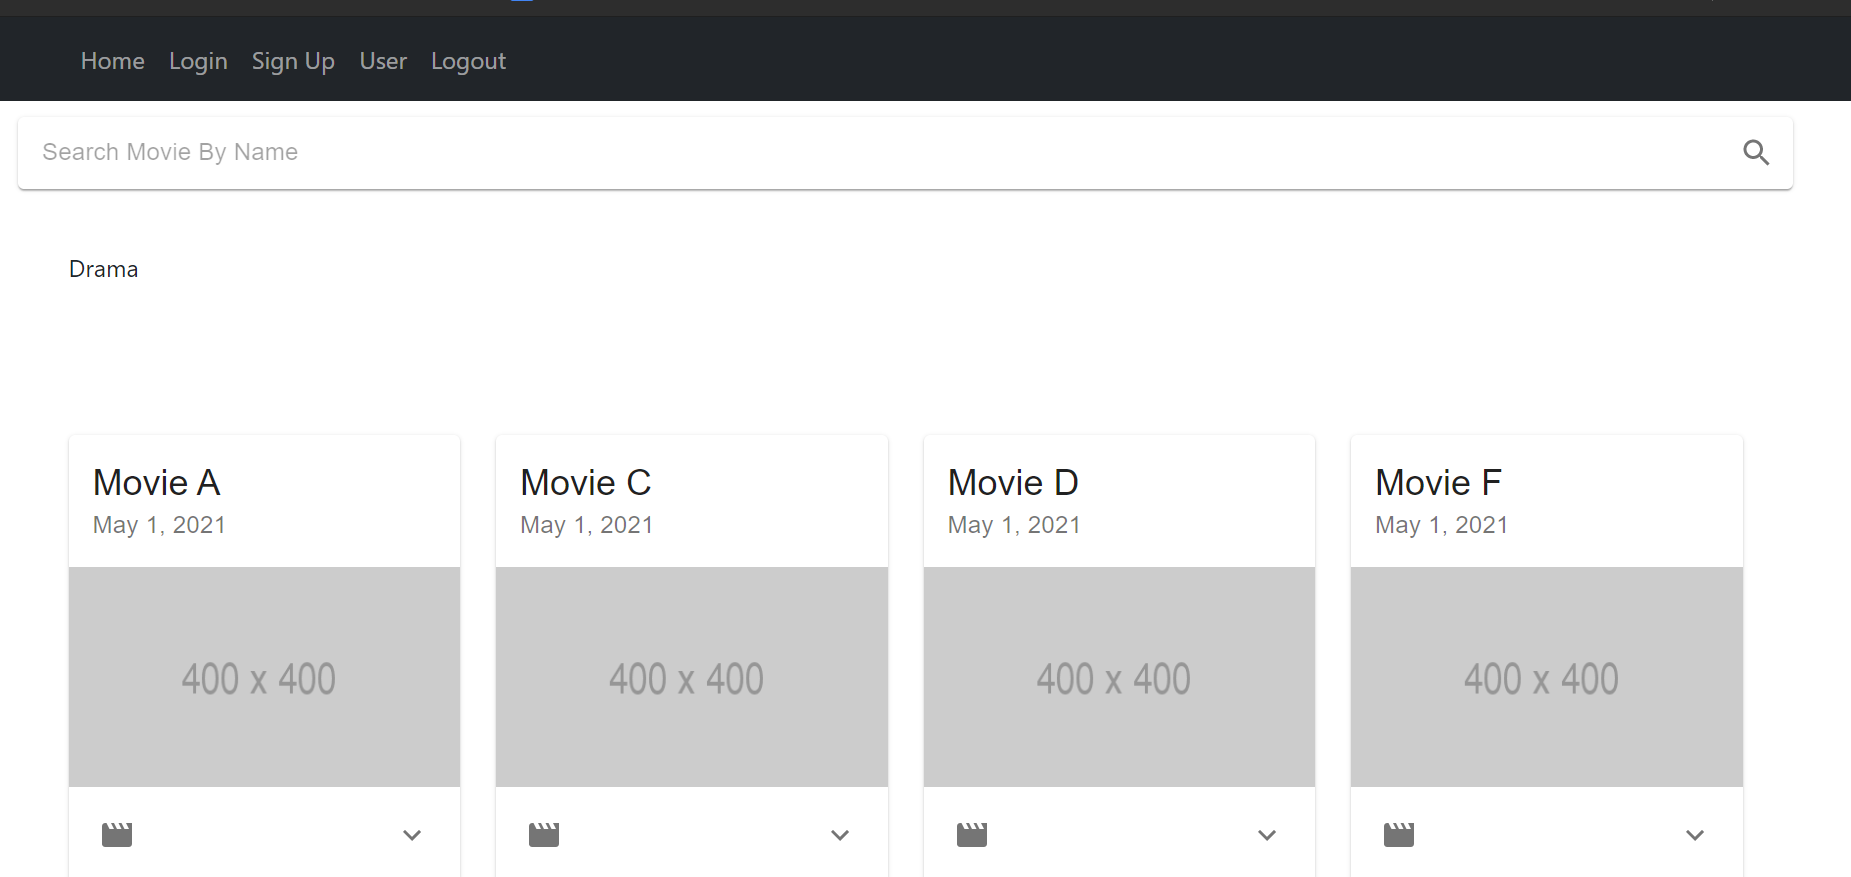 Home Login Sign Up User Logout
Search Movie By Name
Drama
Movie A
May 1, 2021
400 x 400
Movie C
May 1, 2021
400 x 400
Movie D
May 1, 2021
400 x 400
Movie F
May 1, 2021
400 x 400